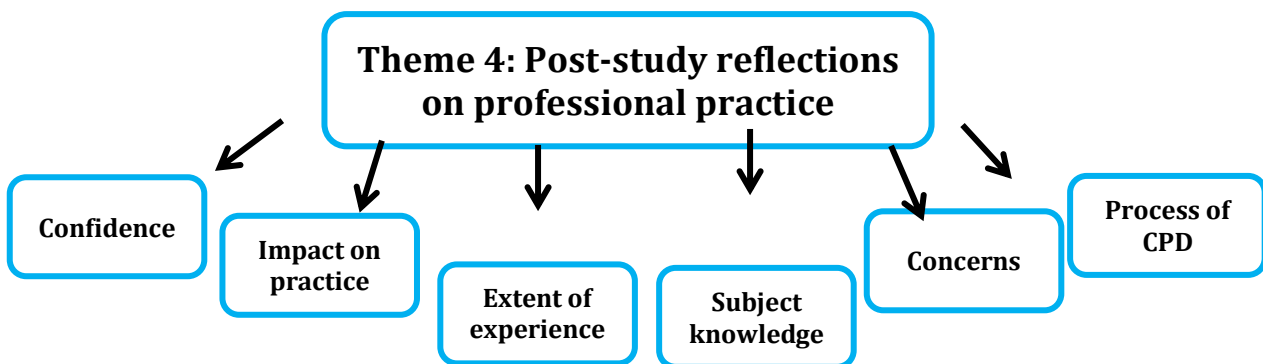 Theme 4: Post-study reflections
on professional practice
Confidence
Impact on
practice
Extent of
experience
Subject
knowledge
Concerns
Process of
CPD